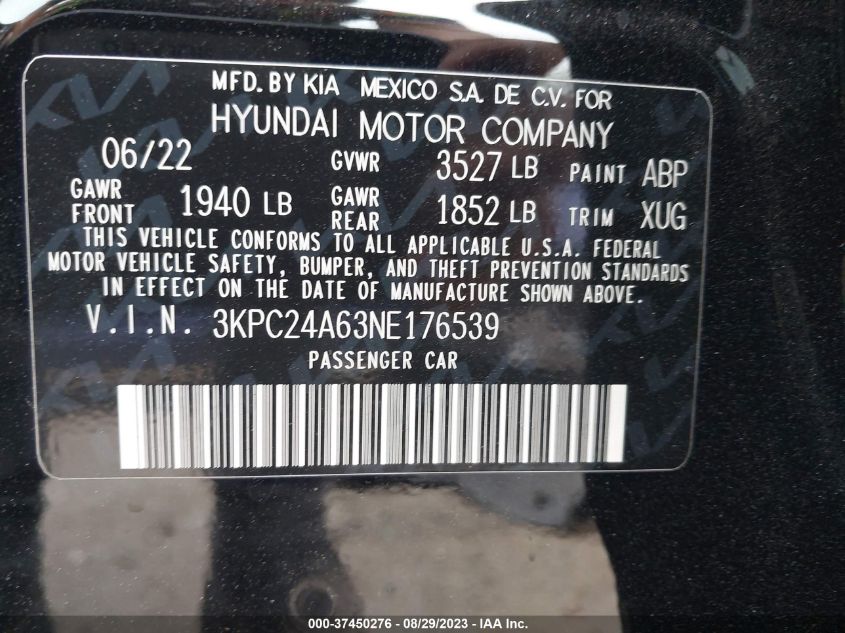 MFD. BY KIA MEXICO S.A. DE C.V. FOR
HYUNDAI MOTOR COMPANY
06/22 GVWR 3527 LB PAINT ABP
GAWR FRONT 1940 LB GAWR REAR 1852 LB TRIM XUG
THIS VEHICLE CONFORMS TO ALL APPLICABLE U.S.A. FEDERAL
MOTOR VEHICLE SAFETY, BUMPER, AND THEFT PREVENTION STANDARDS
IN EFFECT ON THE DATE OF MANUFACTURE SHOWN ABOVE.
V.I.N. 3KPC24A63NE176539
PASSENGER CAR
000-37450276 - 08/29/2023 - IAA Inc.